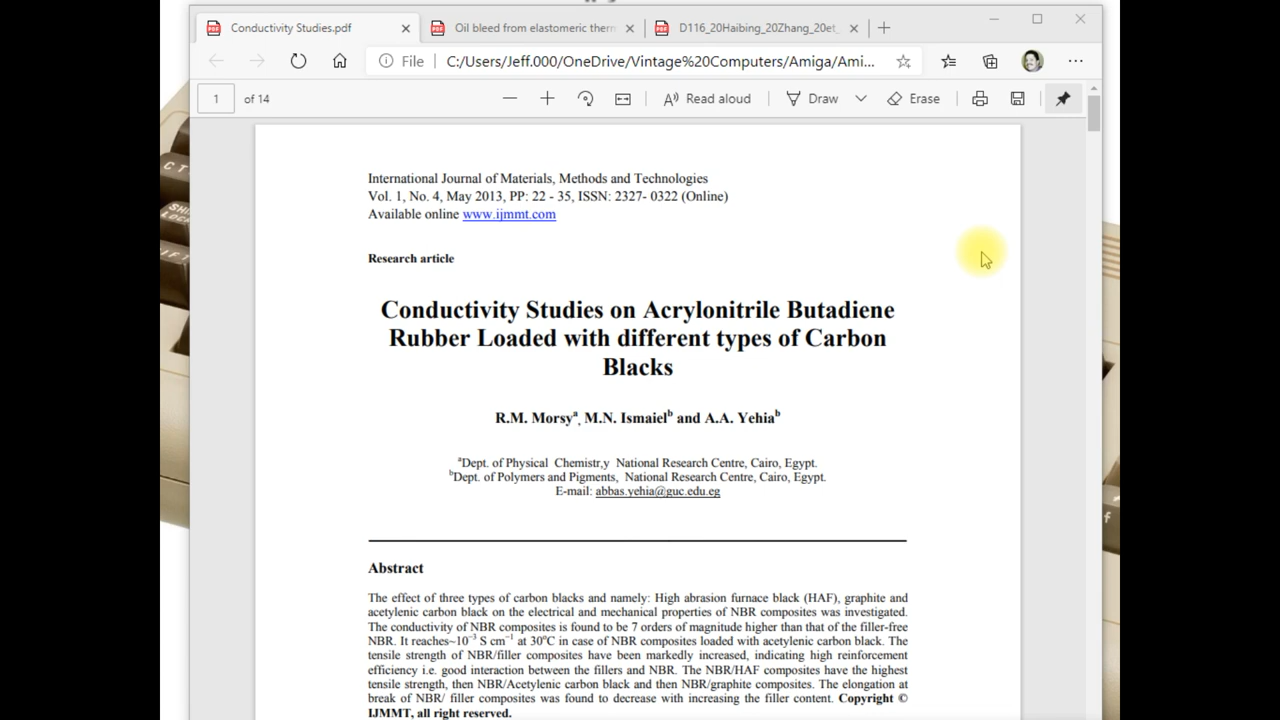 Conductivity Studies.pdf
Oil bleed from elastomeric therm
D116_20Haibing_20Zhang_20et_
File
C:/Users/Jeff.000/OneDrive/Vintage%20Computers/Amiga/Ami...
1 of 14
Read aloud
Draw
Erase
International Journal of Materials, Methods and Technologies
Vol. 1, No. 4, May 2013, PP: 22 - 35, ISSN: 2327- 0322 (Online)
Available online www.ijmmt.com
Research article
Conductivity Studies on Acrylonitrile Butadiene
Rubber Loaded with different types of Carbon
Blacks
R.M. Morsyª, M.N. Ismaielᵇ and A.A. Yehiaᵇ
ªDept. of Physical Chemistr,y National Research Centre, Cairo, Egypt.
ᵇDept. of Polymers and Pigments, National Research Centre, Cairo, Egypt.
E-mail: abbas.yehia@guc.edu.eg
Abstract
The effect of three types of carbon blacks and namely: High abrasion furnace black (HAF), graphite and
acetylenic carbon black on the electrical and mechanical properties of NBR composites was investigated.
The conductivity of NBR composites is found to be 7 orders of magnitude higher than that of the filler-free
NBR. It reaches~10⁻³ S cm⁻¹ at 30°C in case of NBR composites loaded with acetylenic carbon black. The
tensile strength of NBR/filler composites have been markedly increased, indicating high reinforcement
efficiency i.e. good interaction between the fillers and NBR. The NBR/HAF composites have the highest
tensile strength, then NBR/Acetylenic carbon black and then NBR/graphite composites. The elongation at
break of NBR/ filler composites was found to decrease with increasing the filler content. Copyright ©
IJMMT, all right reserved.